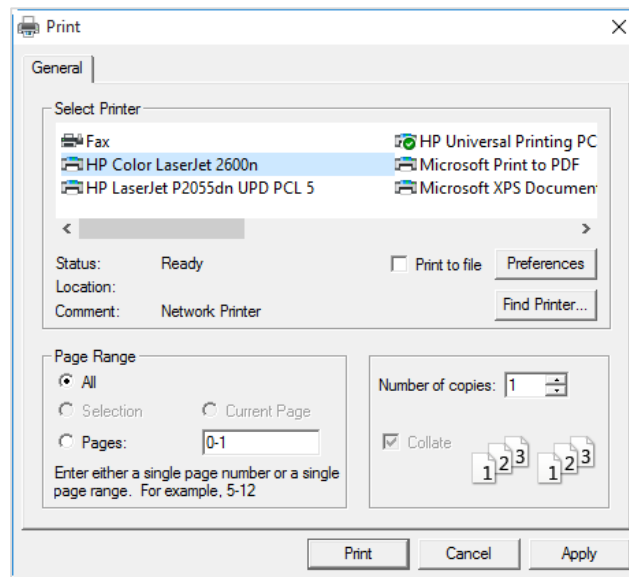 Print
General
Select Printer
Fax
HP Universal Printing PC
HP Color LaserJet 2600n
Microsoft Print to PDF
HP LaserJet P2055dn UPD PCL 5
Microsoft XPS Documen
Status: Ready
Print to file
Preferences
Location:
Comment: Network Printer
Find Printer...
Page Range
All
Number of copies: 1
Selection
Current Page
Pages: 0-1
Collate
1 2 3 1 2 3
Enter either a single page number or a single
page range. For example, 5-12
Print
Cancel
Apply